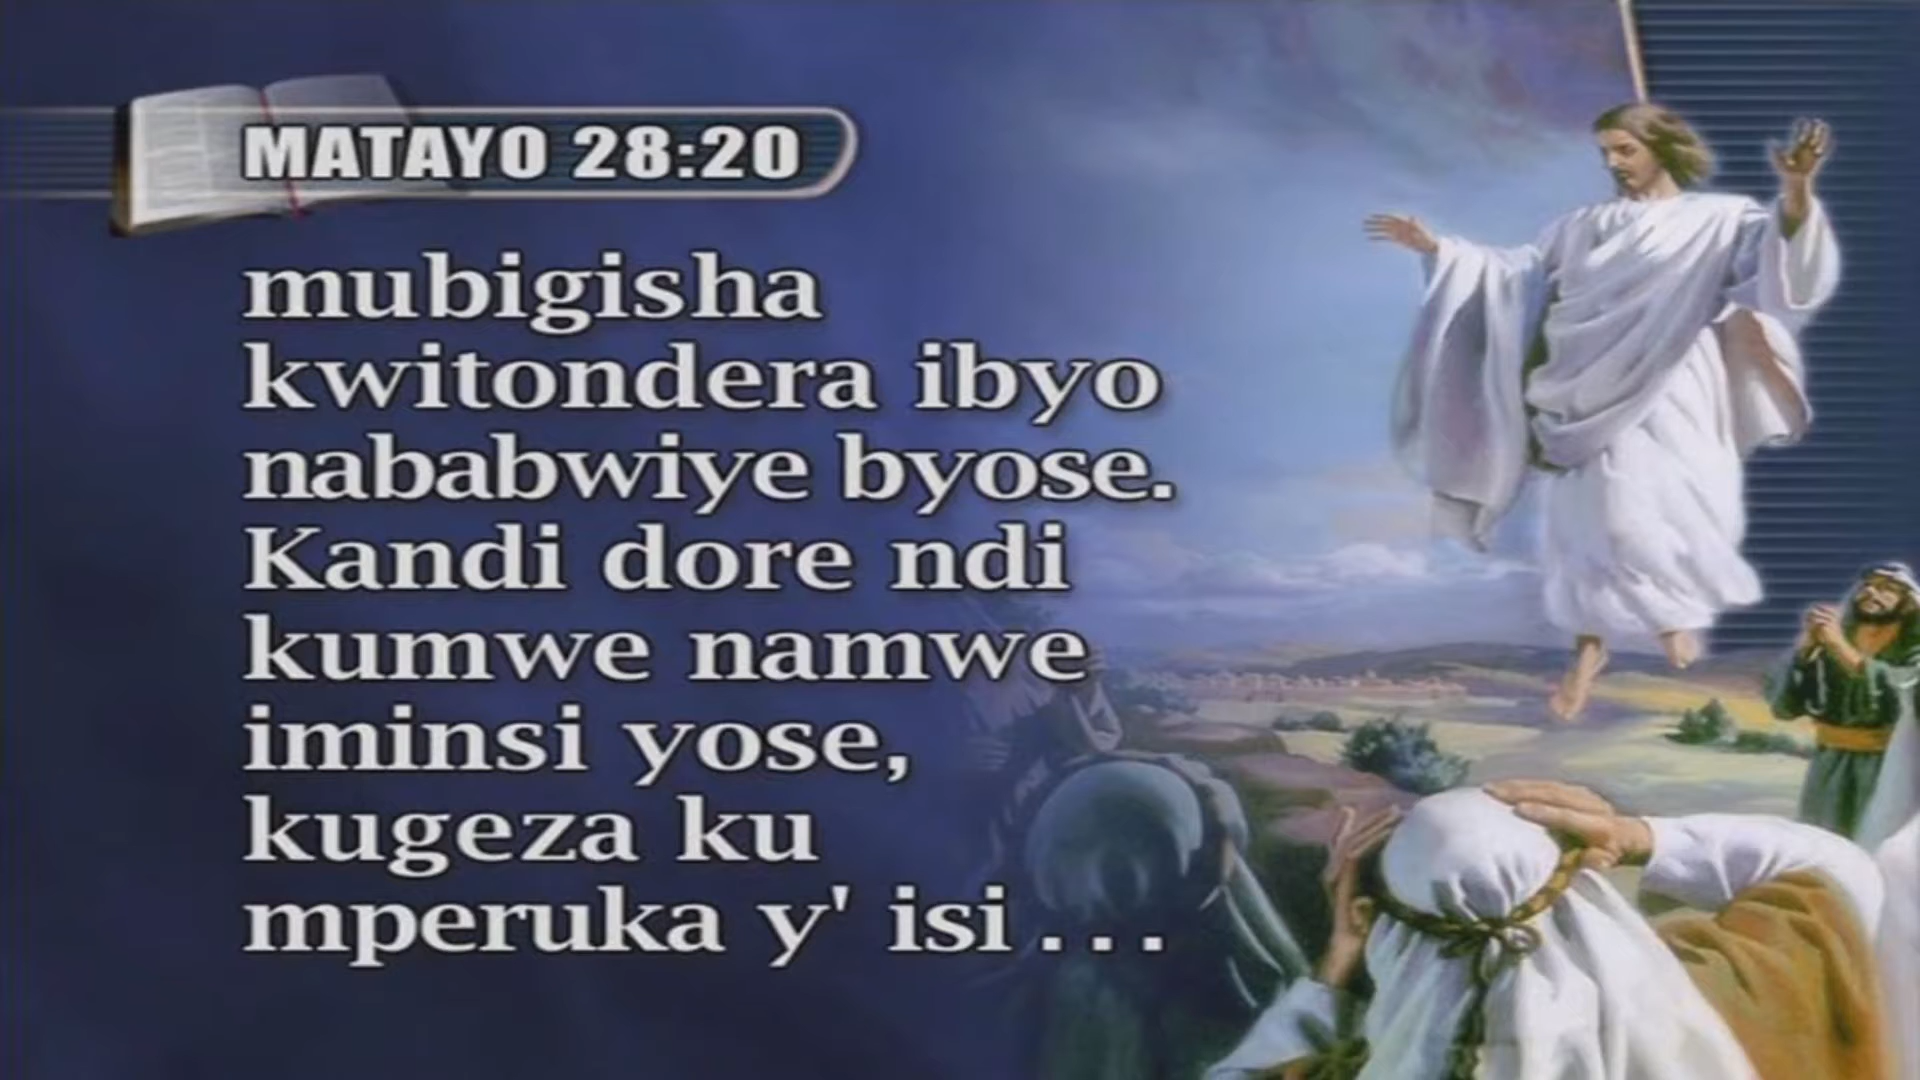 MATAYO 28:20
mubigisha
kwitondera ibyo
nababwiye byose.
Kandi dore ndi
kumwe namwe
iminsi yose,
kugeza ku
mperuka y' isi . . .